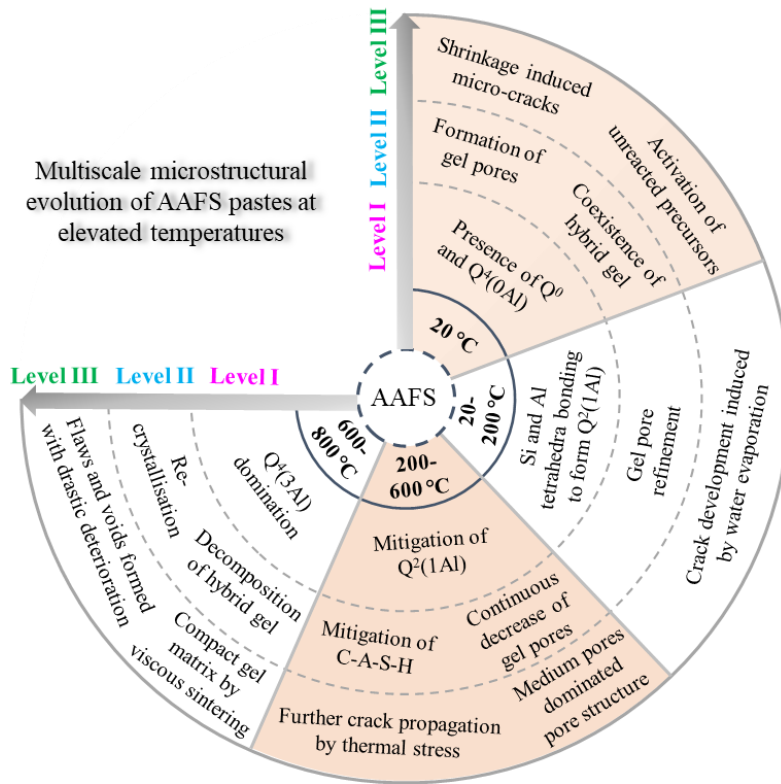 Multiscale microstructural
evolution of AAFS pastes at
elevated temperatures
Level I
Level II
Level III
Shrinkage induced
micro-cracks
Activation of
unreacted precursors
Formation of
gel pores
Coexistence of
hybrid gel
Presence of Q⁰
and Q⁴(0Al)
20 °C
AAFS
20-
200 °C
Si and Al
tetrahedra bonding
to form Q²(1Al)
Gel pore
refinement
Crack development induced
by water evaporation
200-
600 °C
Mitigation of
Q²(1Al)
Mitigation of
C-A-S-H
Continuous
decrease of
gel pores
Further crack propagation
by thermal stress
Medium pores
dominated
pore structure
600-
800 °C
Q⁴(3Al)
domination
Re-
crystallisation
Decomposition
of hybrid gel
Flaws and voids formed
with drastic deterioration
Compact gel
matrix by
viscous sintering
Level III
Level II
Level I